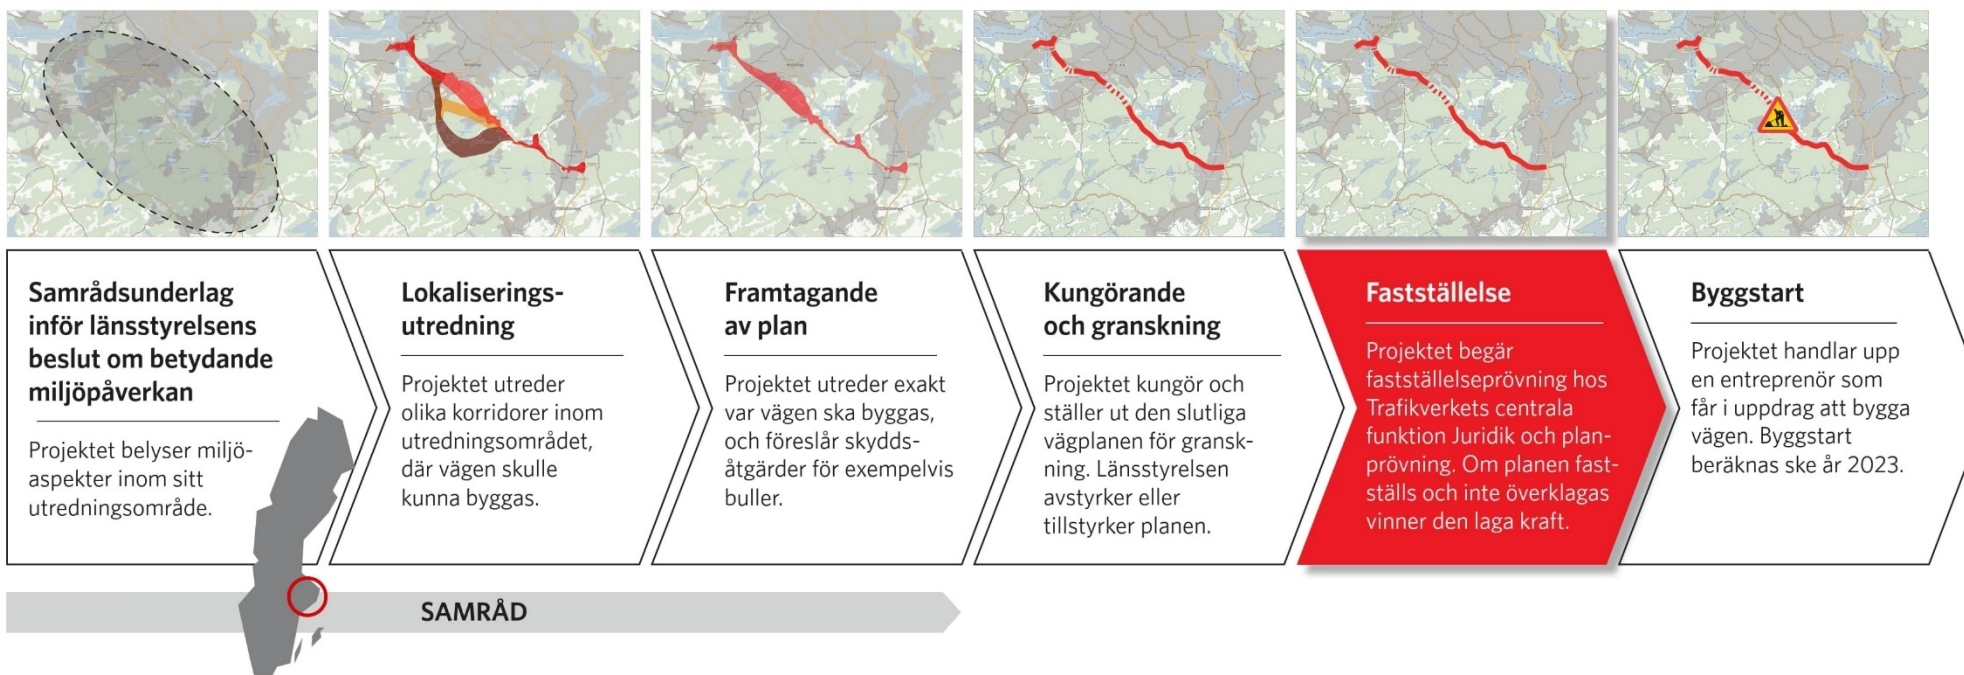 Samrådsunderlag
inför länsstyrelsens
beslut om betydande
miljöpåverkan
Projektet belyser miljö-
aspekter inom sitt
utredningsområde.
Lokaliserings-
utredning
Projektet utreder
olika korridorer inom
utredningsområdet,
där vägen skulle
kunna byggas.
Framtagande
av plan
Projektet utreder exakt
var vägen ska byggas,
och föreslår skydds-
åtgärder för exempelvis
buller.
Kungörande
och granskning
Projektet kungör och
ställer ut den slutliga
vägplanen för gransk-
ning. Länsstyrelsen
avstyrker eller
tillstyrker planen.
Fastställelse
Projektet begär
fastställelseprövning hos
Trafikverkets centrala
funktion Juridik och plan-
prövning. Om planen fast-
ställs och inte överklagas
vinner den laga kraft.
Byggstart
Projektet handlar upp
en entreprenör som
får i uppdrag att bygga
vägen. Byggstart
beräknas ske år 2023.
SAMRÅD